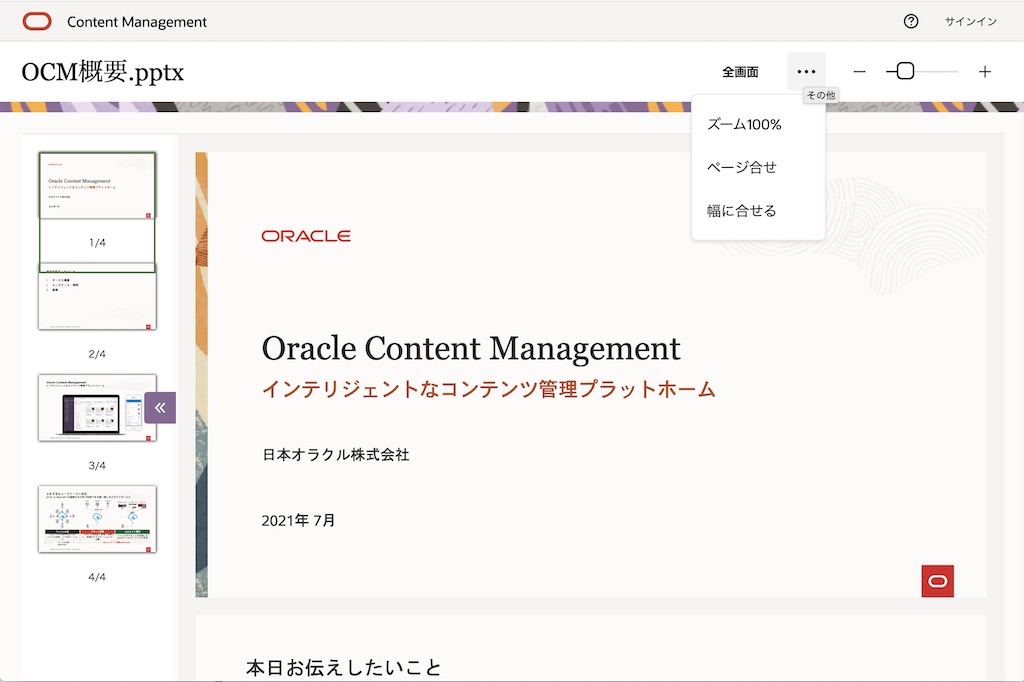 Content Management
サインイン
OCM概要.pptx
全画面
その他
ズーム100%
ページ合せ
幅に合せる
ORACLE
Oracle Content Management
インテリジェントなコンテンツ管理プラットホーム
1/4
2/4
Oracle Content Management
3/4
4/4
ORACLE
Oracle Content Management
インテリジェントなコンテンツ管理プラットホーム
日本オラクル株式会社
2021年 7月
本日お伝えしたいこと